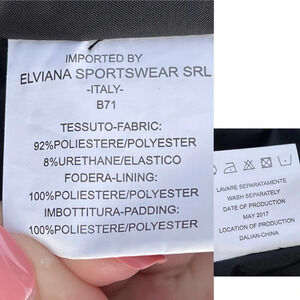 IMPORTED BY
ELVIANA SPORTSWEAR SRL
-ITALY-
B71
TESSUTO-FABRIC:
92%POLIESTERE/POLYESTER
8%URETHANE/ELASTICO
FODERA-LINING:
100%POLIESTERE/POLYESTER
IMBOTTITURA-PADDING:
100%POLIESTERE/POLYESTER
LAVARE SEPARATAMENTE
WASH SEPARATELY
DATE OF PRODUCTION
MAY 2017
LOCATION OF PRODUCTION
DALIAN-CHINA